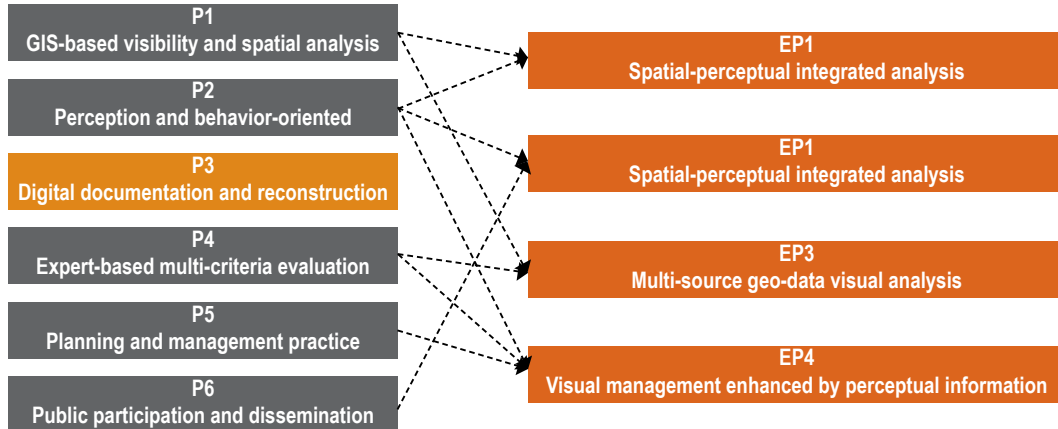 P1
GIS-based visibility and spatial analysis
P2
Perception and behavior-oriented
P3
Digital documentation and reconstruction
P4
Expert-based multi-criteria evaluation
P5
Planning and management practice
P6
Public participation and dissemination
EP1
Spatial-perceptual integrated analysis
EP1
Spatial-perceptual integrated analysis
EP3
Multi-source geo-data visual analysis
EP4
Visual management enhanced by perceptual information